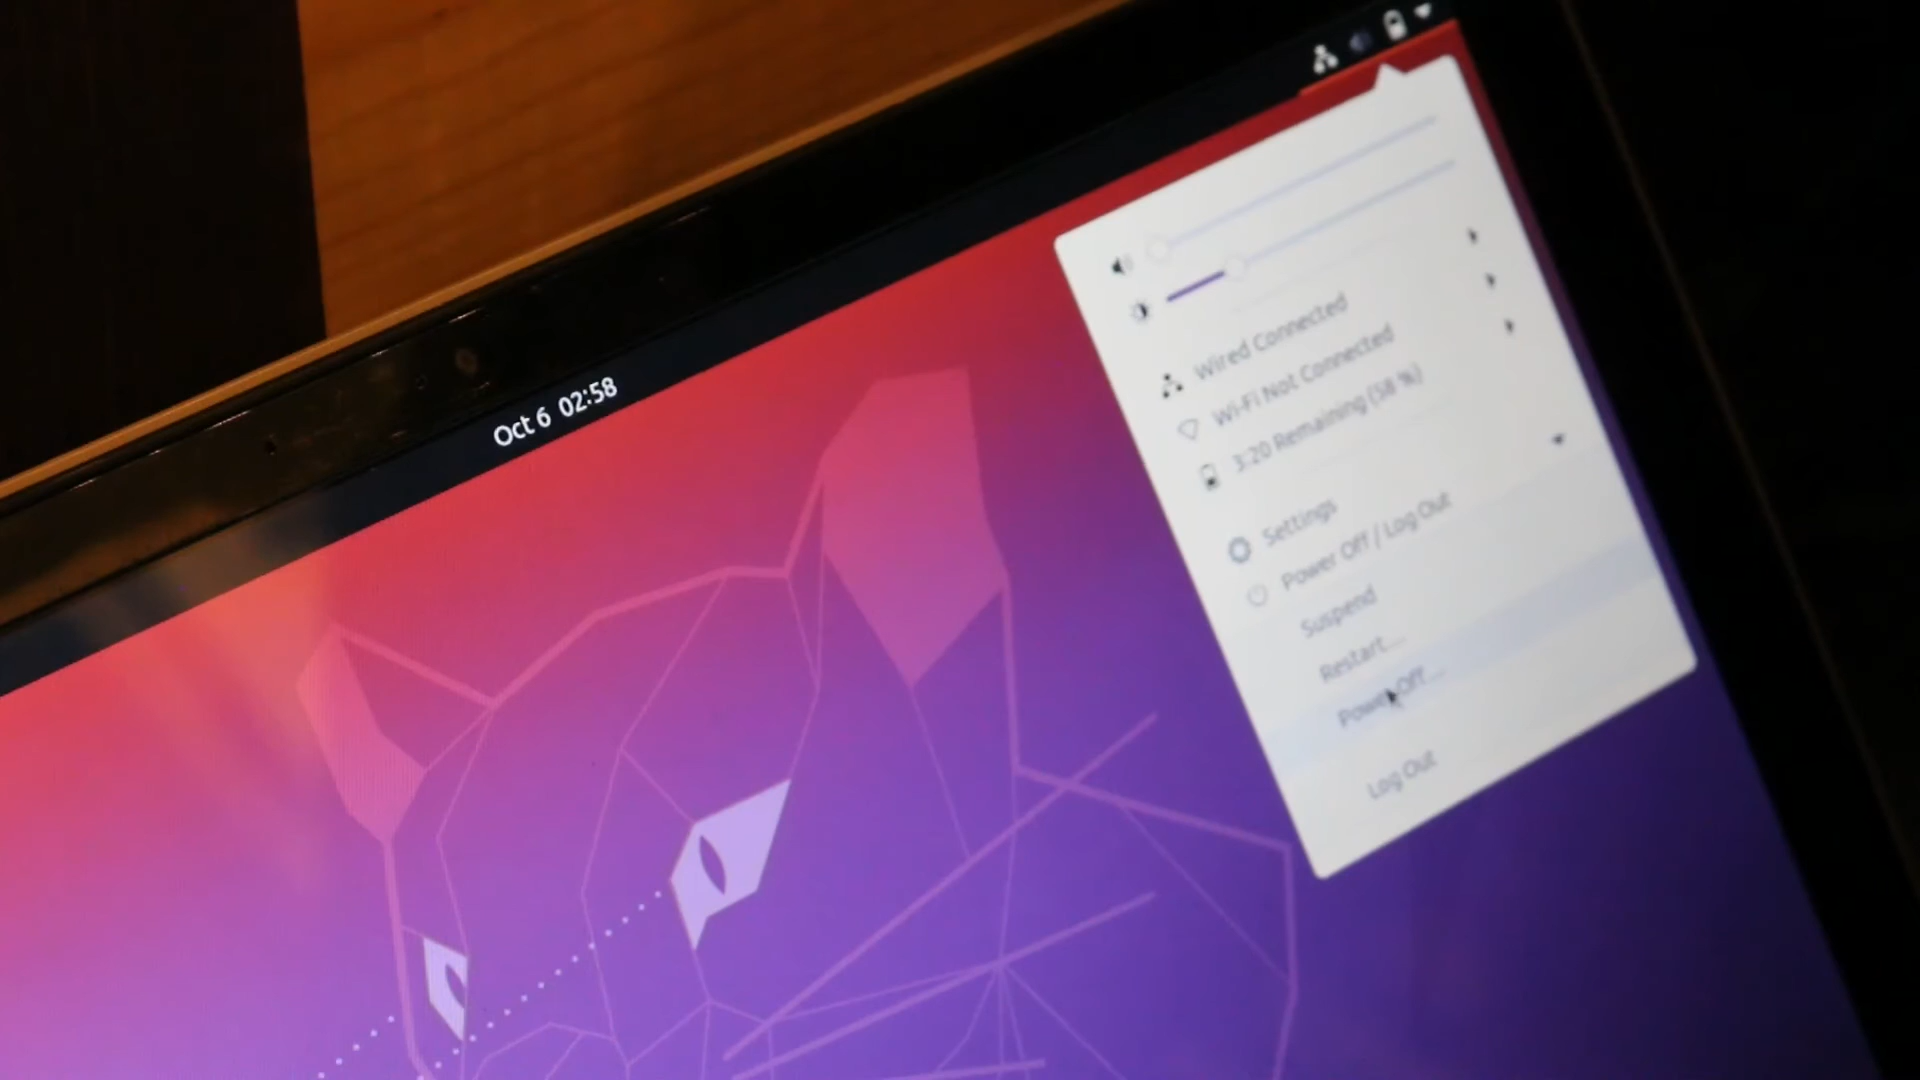 Oct 6 02:58
Wired Connected
Wi-Fi Not Connected
3:20 Remaining (58 %)
Settings
Power Off / Log Out
Suspend
Restart...
Power Off...
Log Out